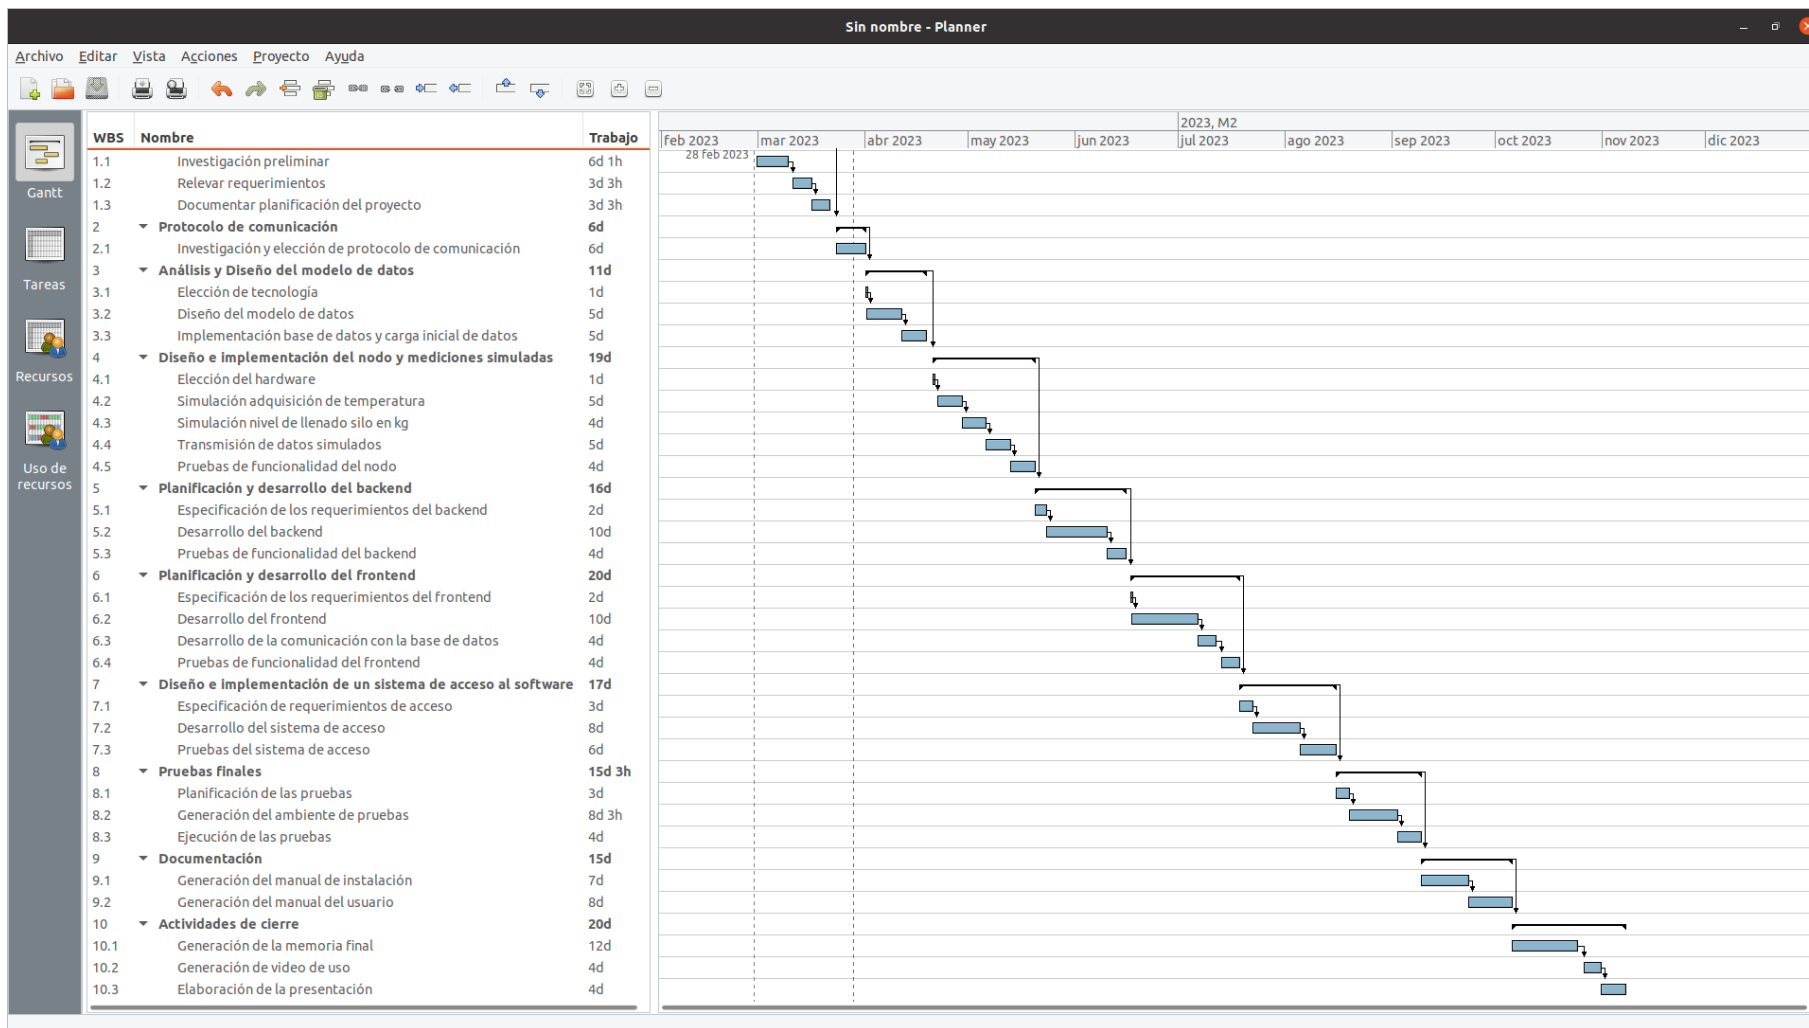 Sin nombre - Planner
Archivo Editar Vista Acciones Proyecto Ayuda
Gantt
Tareas
Recursos
Uso de
recursos
WBS Nombre Trabajo
1.1 Investigación preliminar 6d 1h
1.2 Relevar requerimientos 3d 3h
1.3 Documentar planificación del proyecto 3d 3h
2 Protocolo de comunicación 6d
2.1 Investigación y elección de protocolo de comunicación 6d
3 Análisis y Diseño del modelo de datos 11d
3.1 Elección de tecnología 1d
3.2 Diseño del modelo de datos 5d
3.3 Implementación base de datos y carga inicial de datos 5d
4 Diseño e implementación del nodo y mediciones simuladas 19d
4.1 Elección del hardware 1d
4.2 Simulación adquisición de temperatura 5d
4.3 Simulación nivel de llenado silo en kg 4d
4.4 Transmisión de datos simulados 5d
4.5 Pruebas de funcionalidad del nodo 4d
5 Planificación y desarrollo del backend 16d
5.1 Especificación de los requerimientos del backend 2d
5.2 Desarrollo del backend 10d
5.3 Pruebas de funcionalidad del backend 4d
6 Planificación y desarrollo del frontend 20d
6.1 Especificación de los requerimientos del frontend 2d
6.2 Desarrollo del frontend 10d
6.3 Desarrollo de la comunicación con la base de datos 4d
6.4 Pruebas de funcionalidad del frontend 4d
7 Diseño e implementación de un sistema de acceso al software 17d
7.1 Especificación de requerimientos de acceso 3d
7.2 Desarrollo del sistema de acceso 8d
7.3 Pruebas del sistema de acceso 6d
8 Pruebas finales 15d 3h
8.1 Planificación de las pruebas 3d
8.2 Generación del ambiente de pruebas 8d 3h
8.3 Ejecución de las pruebas 4d
9 Documentación 15d
9.1 Generación del manual de instalación 7d
9.2 Generación del manual del usuario 8d
10 Actividades de cierre 20d
10.1 Generación de la memoria final 12d
10.2 Generación de video de uso 4d
10.3 Elaboración de la presentación 4d
2023, M2
feb 2023 mar 2023 abr 2023 may 2023 jun 2023 jul 2023 ago 2023 sep 2023 oct 2023 nov 2023 dic 2023
28 feb 2023